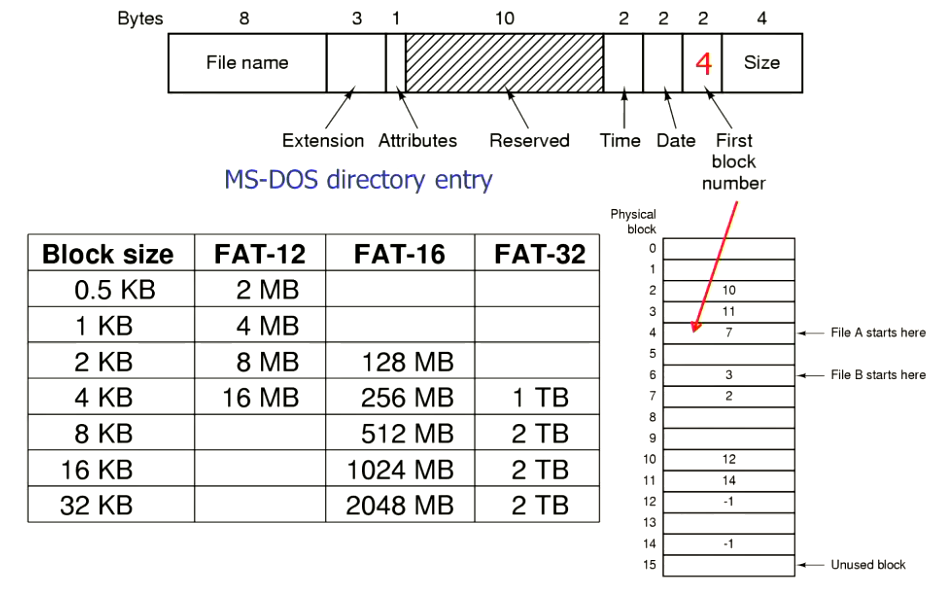 Bytes 8 3 1 10 2 2 2 4
File name 4 Size
Extension Attributes Reserved Time Date First
block
number
MS-DOS directory entry
Block size FAT-12 FAT-16 FAT-32
0.5 KB 2 MB
1 KB 4 MB
2 KB 8 MB 128 MB
4 KB 16 MB 256 MB 1 TB
8 KB 512 MB 2 TB
16 KB 1024 MB 2 TB
32 KB 2048 MB 2 TB
Physical
block
0
1
2 10
3 11
4 7 File A starts here
5
6 3 File B starts here
7 2
8
9
10 12
11 14
12 -1
13
14 -1
15 Unused block